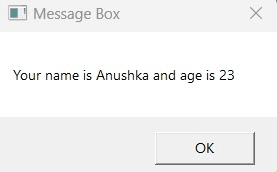 Message Box
Your name is Anushka and age is 23
OK